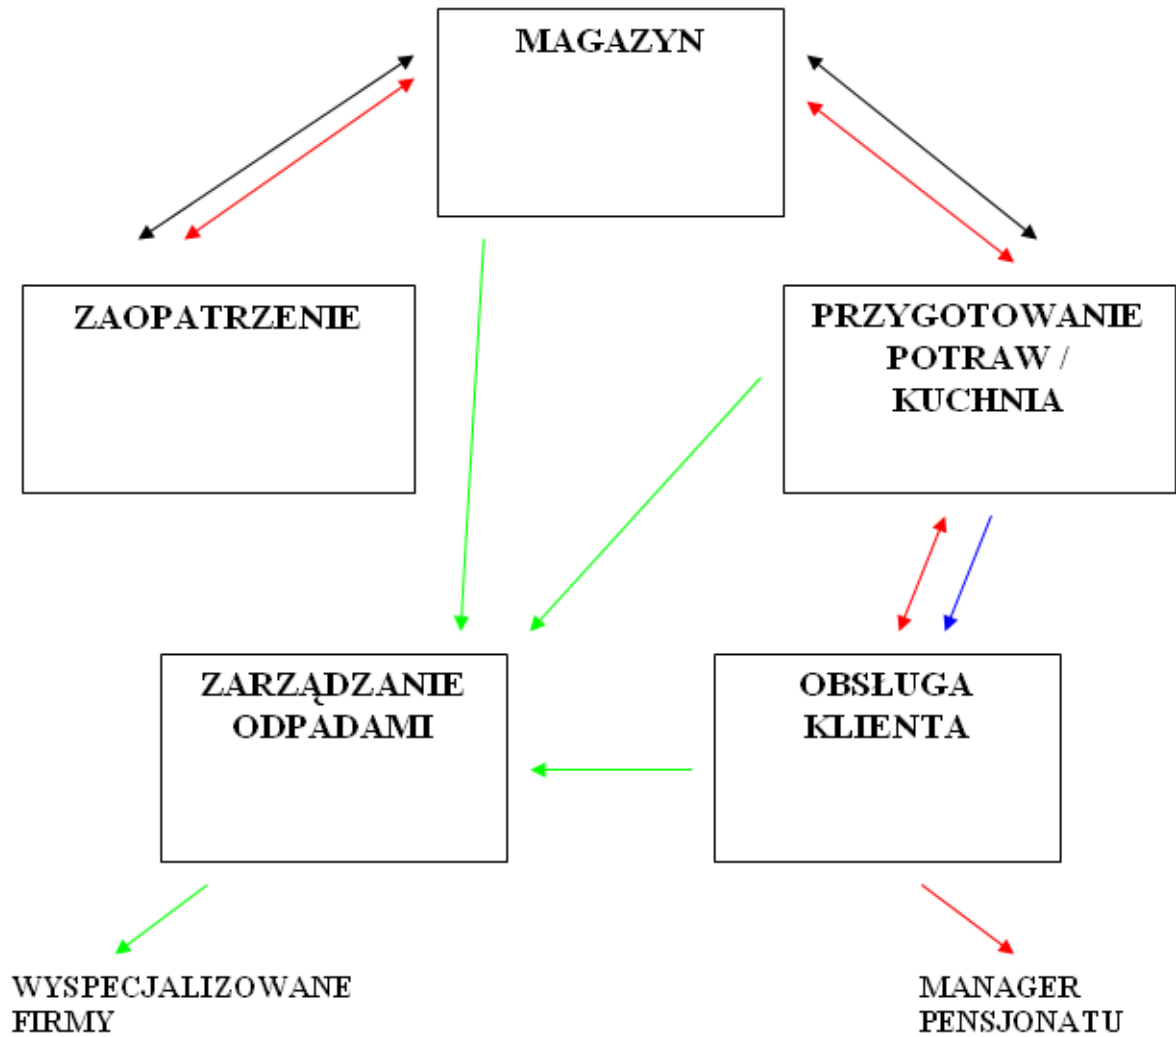 MAGAZYN
ZAOPATRZENIE
PRZYGOTOWANIE
POTRAW /
KUCHNIA
ZARZĄDZANIE
ODPADAMI
OBSŁUGA
KLIENTA
WYSPECJALIZOWANE
FIRMY
MANAGER
PENSJONATU